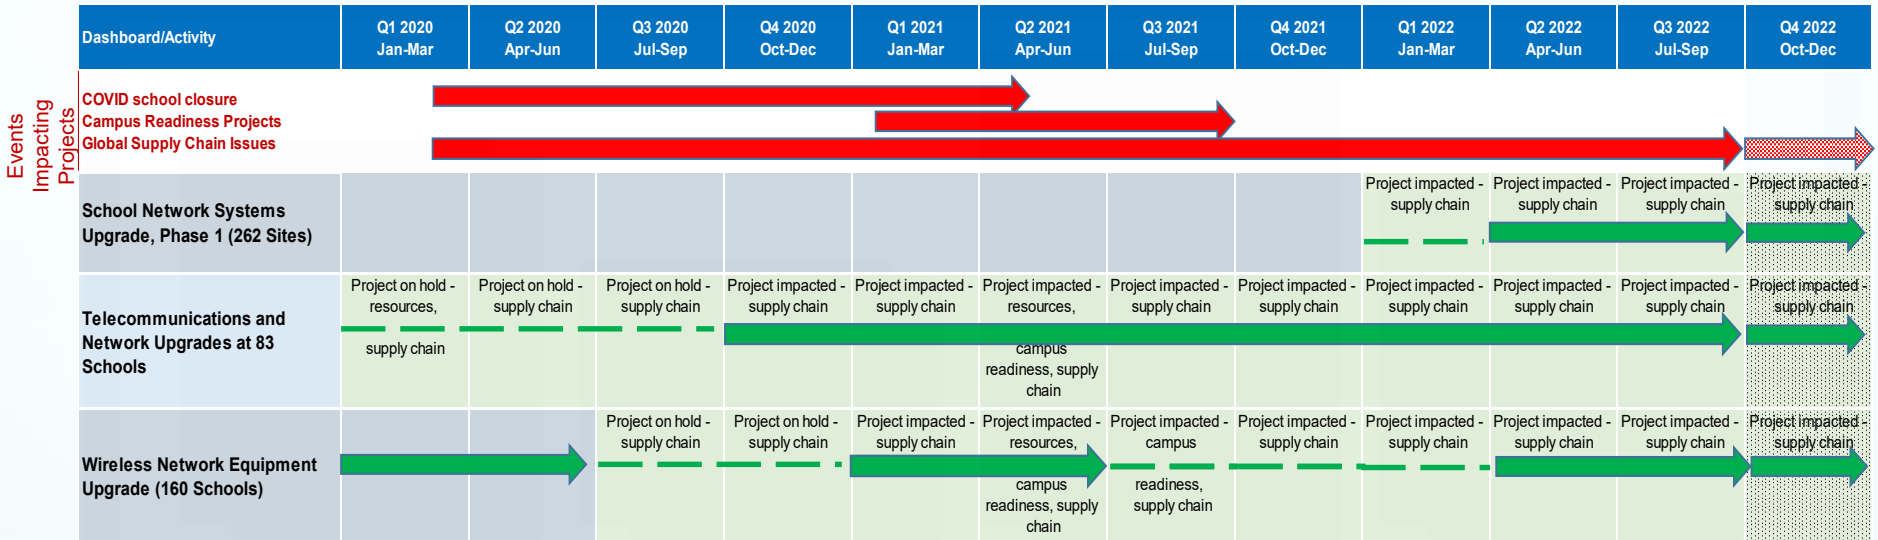 Dashboard/Activity
Q1 2020
Jan-Mar
Q2 2020
Apr-Jun
Q3 2020
Jul-Sep
Q4 2020
Oct-Dec
Q1 2021
Jan-Mar
Q2 2021
Apr-Jun
Q3 2021
Jul-Sep
Q4 2021
Oct-Dec
Q1 2022
Jan-Mar
Q2 2022
Apr-Jun
Q3 2022
Jul-Sep
Q4 2022
Oct-Dec
Events
Impacting
Projects
COVID school closure
Campus Readiness Projects
Global Supply Chain Issues
School Network Systems
Upgrade, Phase 1 (262 Sites)
Project impacted -
supply chain
Project impacted -
supply chain
Project impacted -
supply chain
Project impacted -
supply chain
Telecommunications and
Network Upgrades at 83
Schools
Project on hold -
resources,
supply chain
Project on hold -
supply chain
Project on hold -
supply chain
Project impacted -
supply chain
Project impacted -
supply chain
Project impacted -
resources,
campus
readiness, supply
chain
Project impacted -
supply chain
Project impacted -
supply chain
Project impacted -
supply chain
Project impacted -
supply chain
Project impacted -
supply chain
Project impacted -
supply chain
Wireless Network Equipment
Upgrade (160 Schools)
Project on hold -
supply chain
Project on hold -
supply chain
Project impacted -
supply chain
Project impacted -
resources,
campus
readiness, supply
chain
Project impacted -
campus
readiness,
supply chain
Project impacted -
supply chain
Project impacted -
supply chain
Project impacted -
supply chain
Project impacted -
supply chain
Project impacted -
supply chain